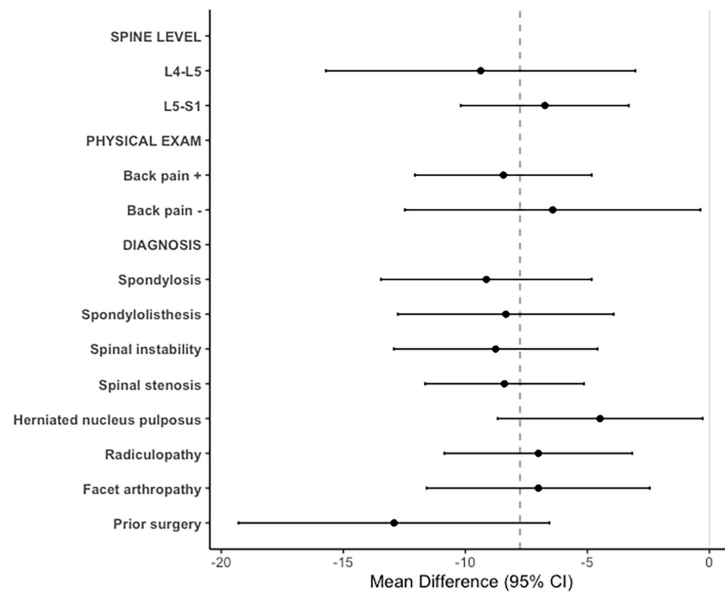 SPINE LEVEL
L4-L5
L5-S1
PHYSICAL EXAM
Back pain +
Back pain -
DIAGNOSIS
Spondylosis
Spondylolisthesis
Spinal instability
Spinal stenosis
Herniated nucleus pulposus
Radiculopathy
Facet arthropathy
Prior surgery
-20 -15 -10 -5 0
Mean Difference (95% CI)